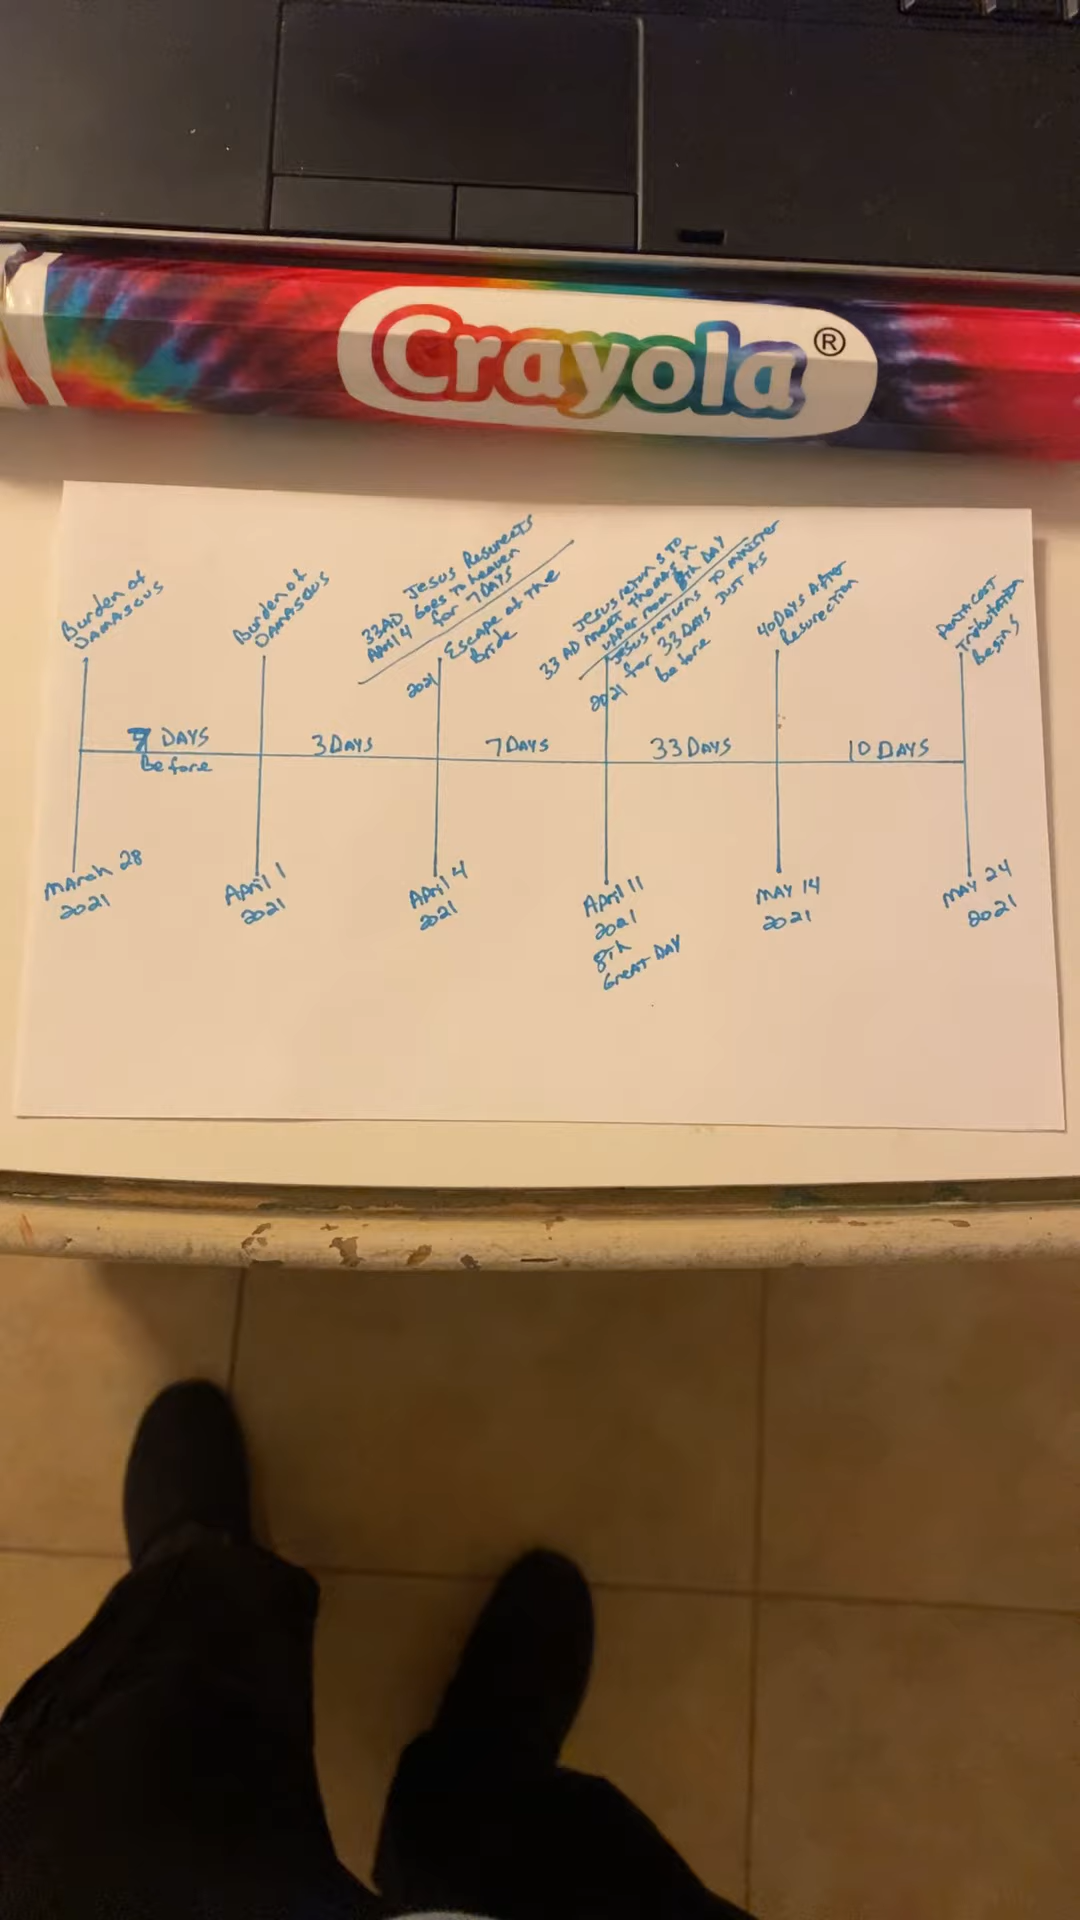 Crayola®
Burden of
DAMASCUS
Burden of
DAMASCUS
33AD Jesus Resurects
April 4 Goes to heaven
for 7 DAYS
2021 Escape of the
Bride
Jesus returns to
33 AD meet thomas in
upper room 8th DAY
Jesus returns to minister
2021 for 33 DAYS JUST AS
before
40 DAYS After
Resurection
Tribulation
Begins
7 DAYS
Before
3 DAYS
7 DAYS
33 DAYS
10 DAYS
March 28
2021
April 1
2021
April 4
2021
April 11
2021
8th
Great DAY
MAY 14
2021
MAY 24
2021